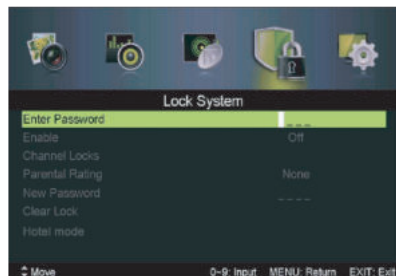 Lock System
Enter Password _ _ _
Enable Off
Channel Locks
Parental Rating None
New Password _ _ _ _
Clear Lock
Hotel mode
Move 0~9: Input MENU: Return EXIT: Exit